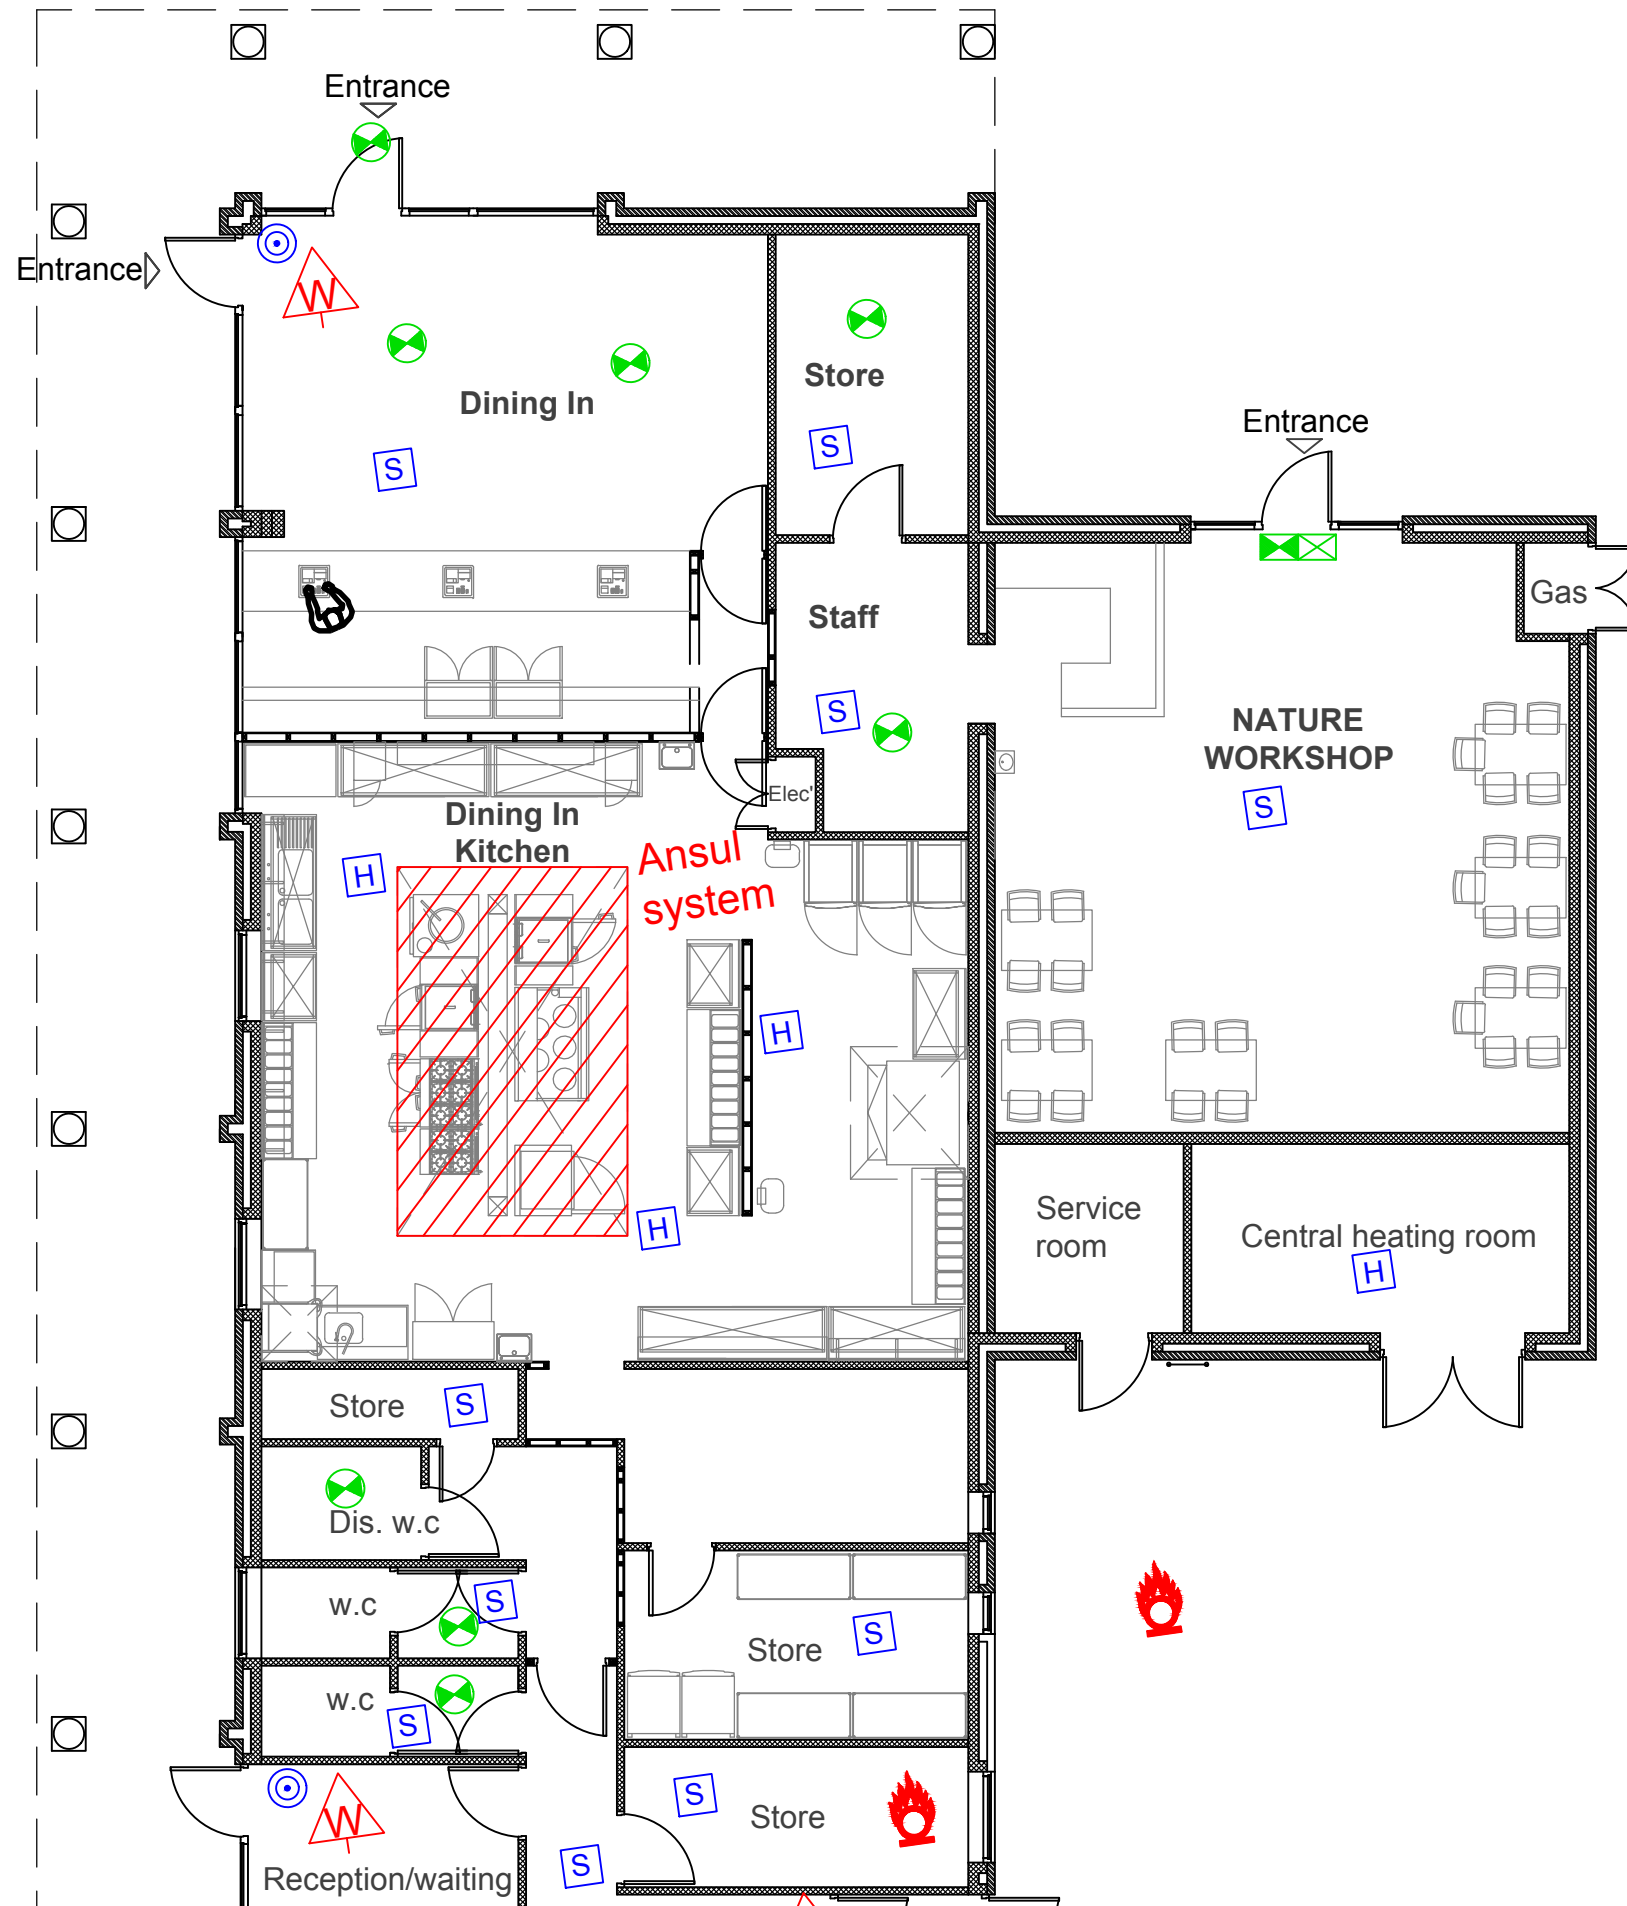 Entrance
Entrance
W
Dining In
Store
S
S
Entrance
Gas
Staff
S
NATURE
WORKSHOP
S
Elec'
Dining In
Kitchen
Ansul
system
H
H
H
Service
room
Central heating room
H
Store
S
Dis. w.c
w.c
S
Store
S
w.c
S
S
Store
W
S
Reception/waiting